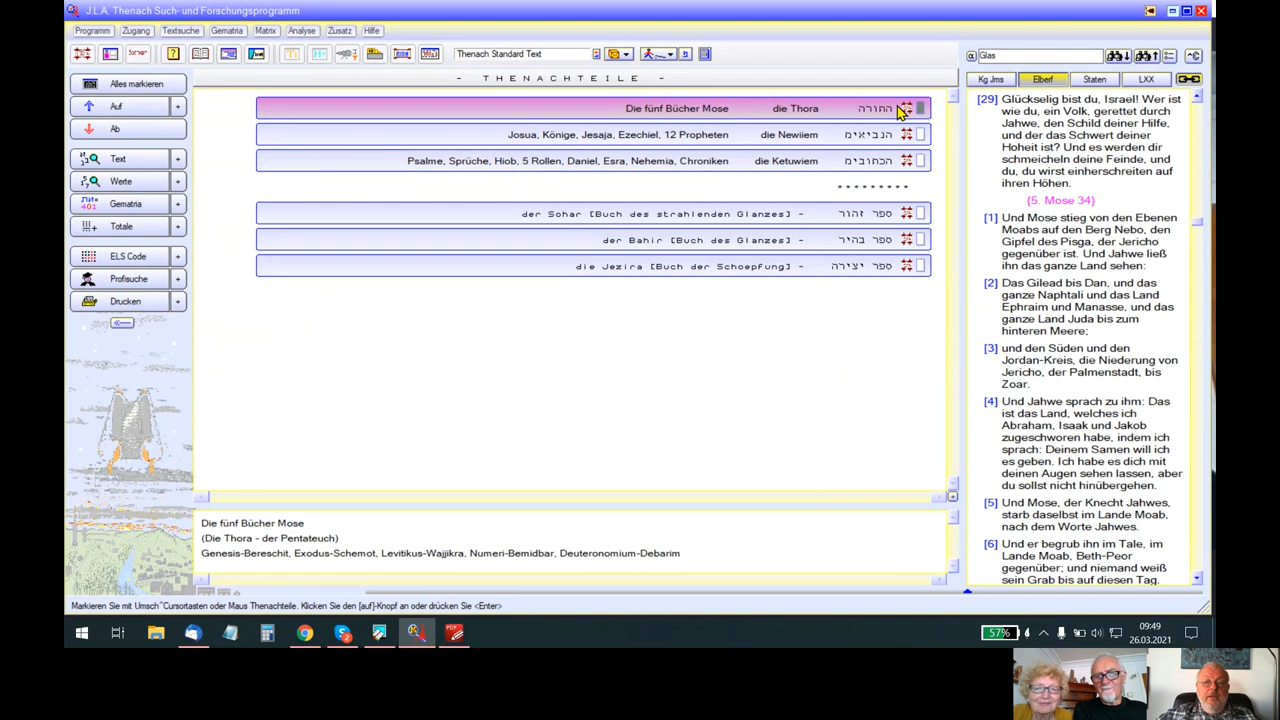 J.L.A. Thenach Such- und Forschungsprogramm
Programm Zugang Textsuche Gematria Matrix Analyse Zusatz Hilfe
Thenach Standard Text
Glas
Kg Jms Elberf Staten LXX
- THENACHTEILE -
Alles markieren
Auf
Ab
Text
Werte
Gematria
401
Totale
ELS Code
Profisuche
Drucken
Die fünf Bücher Mose die Thora התורה
Josua, Könige, Jesaja, Ezechiel, 12 Propheten die Newiiem הנביאימ
Psalme, Sprüche, Hiob, 5 Rollen, Daniel, Esra, Nehemia, Chroniken die Ketuwiem הכתובימ
* * * * * * * * *
der Sohar [Buch des strahlenden Glanzes] - ספר זהור
der Bahir [Buch des Glanzes] - ספר בהיר
die Jezira [Buch der Schoepfung] - ספר יצירה
Die fünf Bücher Mose
(Die Thora - der Pentateuch)
Genesis-Bereschit, Exodus-Schemot, Levitikus-Wajjikra, Numeri-Bemidbar, Deuteronomium-Debarim
[29] Glückselig bist du, Israel! Wer ist
wie du, ein Volk, gerettet durch
Jahwe, den Schild deiner Hilfe,
und der das Schwert deiner
Hoheit ist? Und es werden dir
schmeicheln deine Feinde, und
du, du wirst einherschreiten auf
ihren Höhen.
{5. Mose 34}
[1] Und Mose stieg von den Ebenen
Moabs auf den Berg Nebo, den
Gipfel des Pisga, der Jericho
gegenüber ist. Und Jahwe ließ
ihn das ganze Land sehen:
[2] Das Gilead bis Dan, und das
ganze Naphtali und das Land
Ephraim und Manasse, und das
ganze Land Juda bis zum
hinteren Meere;
[3] und den Süden und den
Jordan-Kreis, die Niederung von
Jericho, der Palmenstadt, bis
Zoar.
[4] Und Jahwe sprach zu ihm: Das
ist das Land, welches ich
Abraham, Isaak und Jakob
zugeschworen habe, indem ich
sprach: Deinem Samen will ich
es geben. Ich habe es dich mit
deinen Augen sehen lassen, aber
du sollst nicht hinübergehen.
[5] Und Mose, der Knecht Jahwes,
starb daselbst im Lande Moab,
nach dem Worte Jahwes.
[6] Und er begrub ihn im Tale, im
Lande Moab, Beth-Peor
gegenüber; und niemand weiß
sein Grab bis auf diesen Tag.
Markieren Sie mit Umsch^Cursortasten oder Maus Thenachteile. Klicken Sie den [auf]-Knopf an oder drücken Sie <Enter>
57%
09:49
26.03.2021